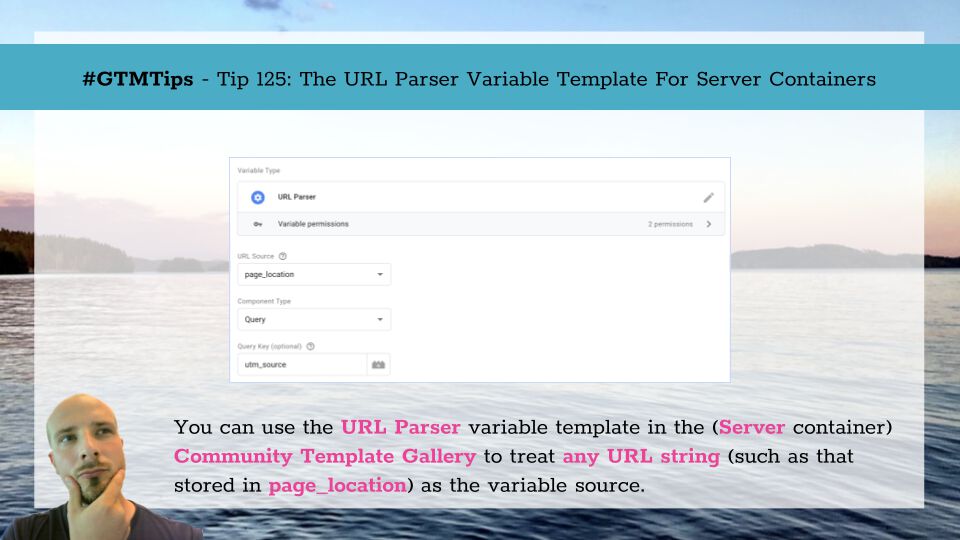 #GTMTips - Tip 125: The URL Parser Variable Template For Server Containers
Variable Type
URL Parser
Variable permissions 2 permissions
URL Source
page_location
Component Type
Query
Query Key (optional)
utm_source
You can use the URL Parser variable template in the (Server container)
Community Template Gallery to treat any URL string (such as that
stored in page_location) as the variable source.